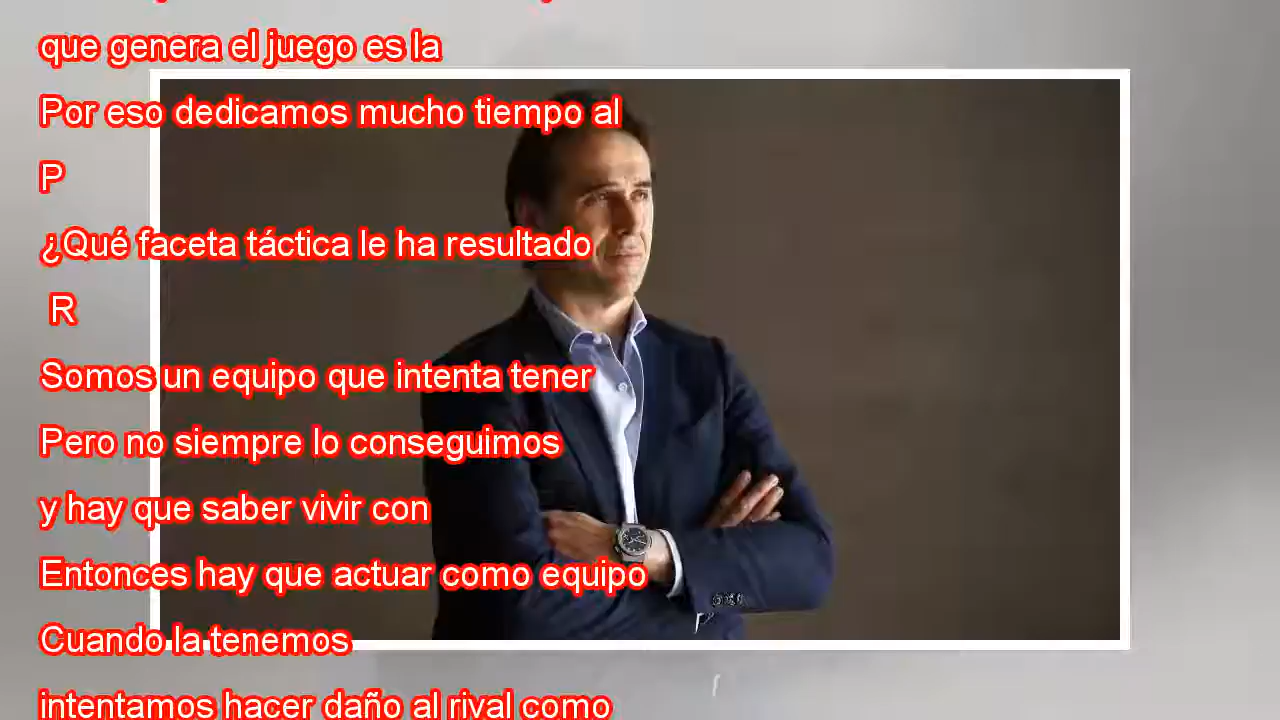 que genera el juego es la
Por eso dedicamos mucho tiempo al
P
¿Qué faceta táctica le ha resultado
R
Somos un equipo que intenta tener
Pero no siempre lo conseguimos
y hay que saber vivir con
Entonces hay que actuar como equipo
Cuando la tenemos
intentamos hacer daño al rival como